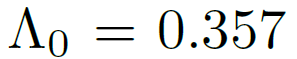 Λ₀ = 0.357